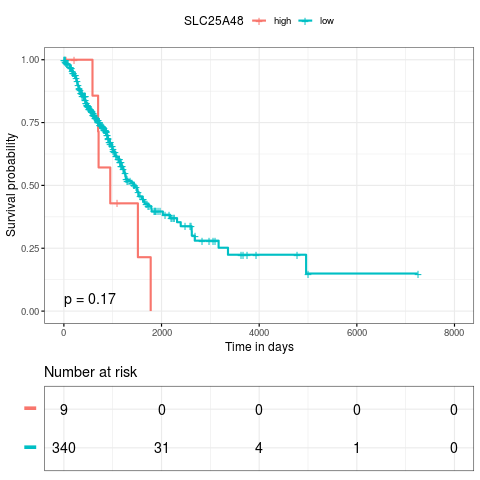 SLC25A48 high low
1.00
0.75
0.50
0.25
0.00
Survival probability
p = 0.17
0 2000 4000 6000 8000
Time in days
Number at risk
9 0 0 0 0
340 31 4 1 0